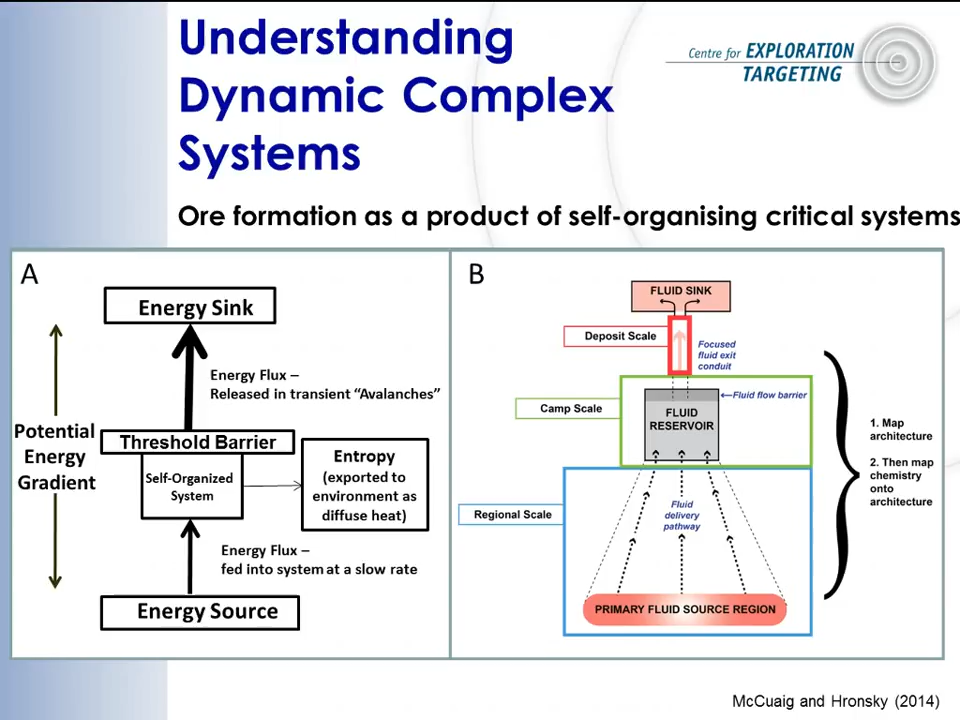 Understanding
Dynamic Complex
Systems
Centre for EXPLORATION
TARGETING
Ore formation as a product of self-organising critical systems
A
Energy Sink
Energy Flux –
Released in transient “Avalanches”
Potential
Energy
Gradient
Threshold Barrier
Self-Organized
System
Entropy
(exported to
environment as
diffuse heat)
Energy Flux –
fed into system at a slow rate
Energy Source
B
FLUID SINK
Deposit Scale
Focused
fluid exit
conduit
Camp Scale
Fluid flow barrier
FLUID
RESERVOIR
Regional Scale
Fluid
delivery
pathway
PRIMARY FLUID SOURCE REGION
1. Map
architecture
2. Then map
chemistry
onto
architecture
McCuaig and Hronsky (2014)